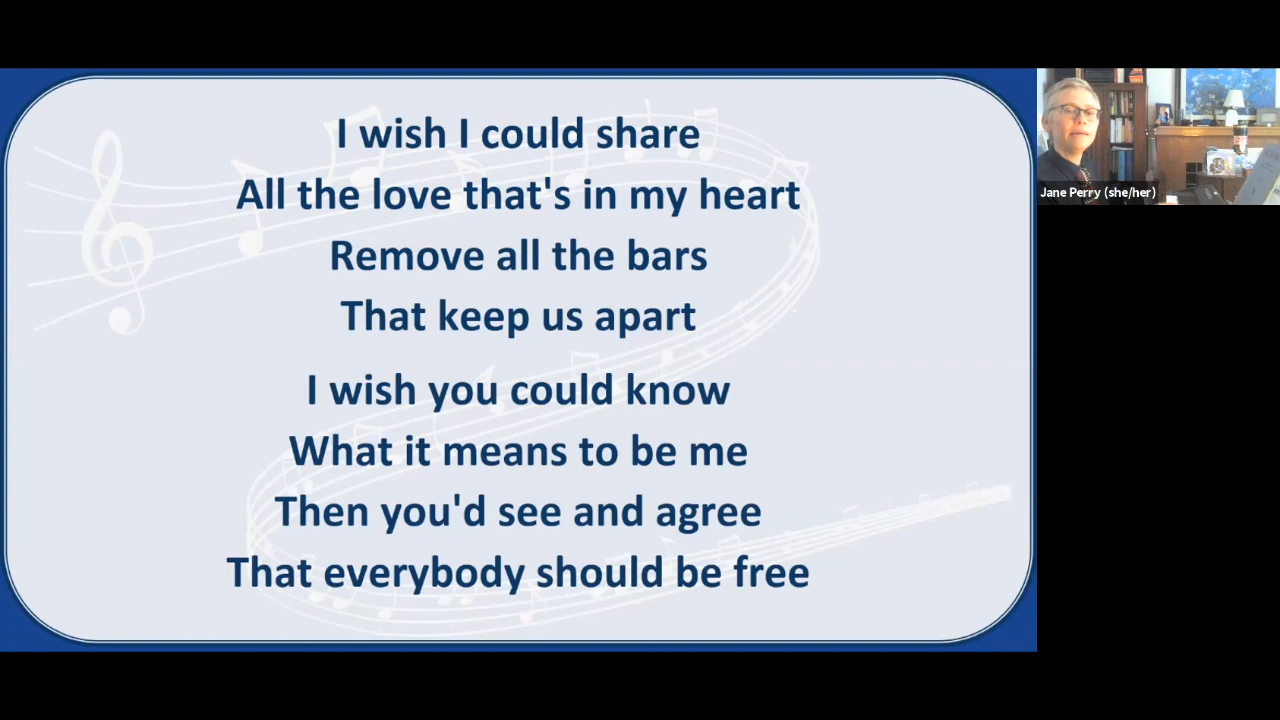 I wish I could share
All the love that's in my heart
Remove all the bars
That keep us apart
I wish you could know
What it means to be me
Then you'd see and agree
That everybody should be free
Jane Perry (she/her)